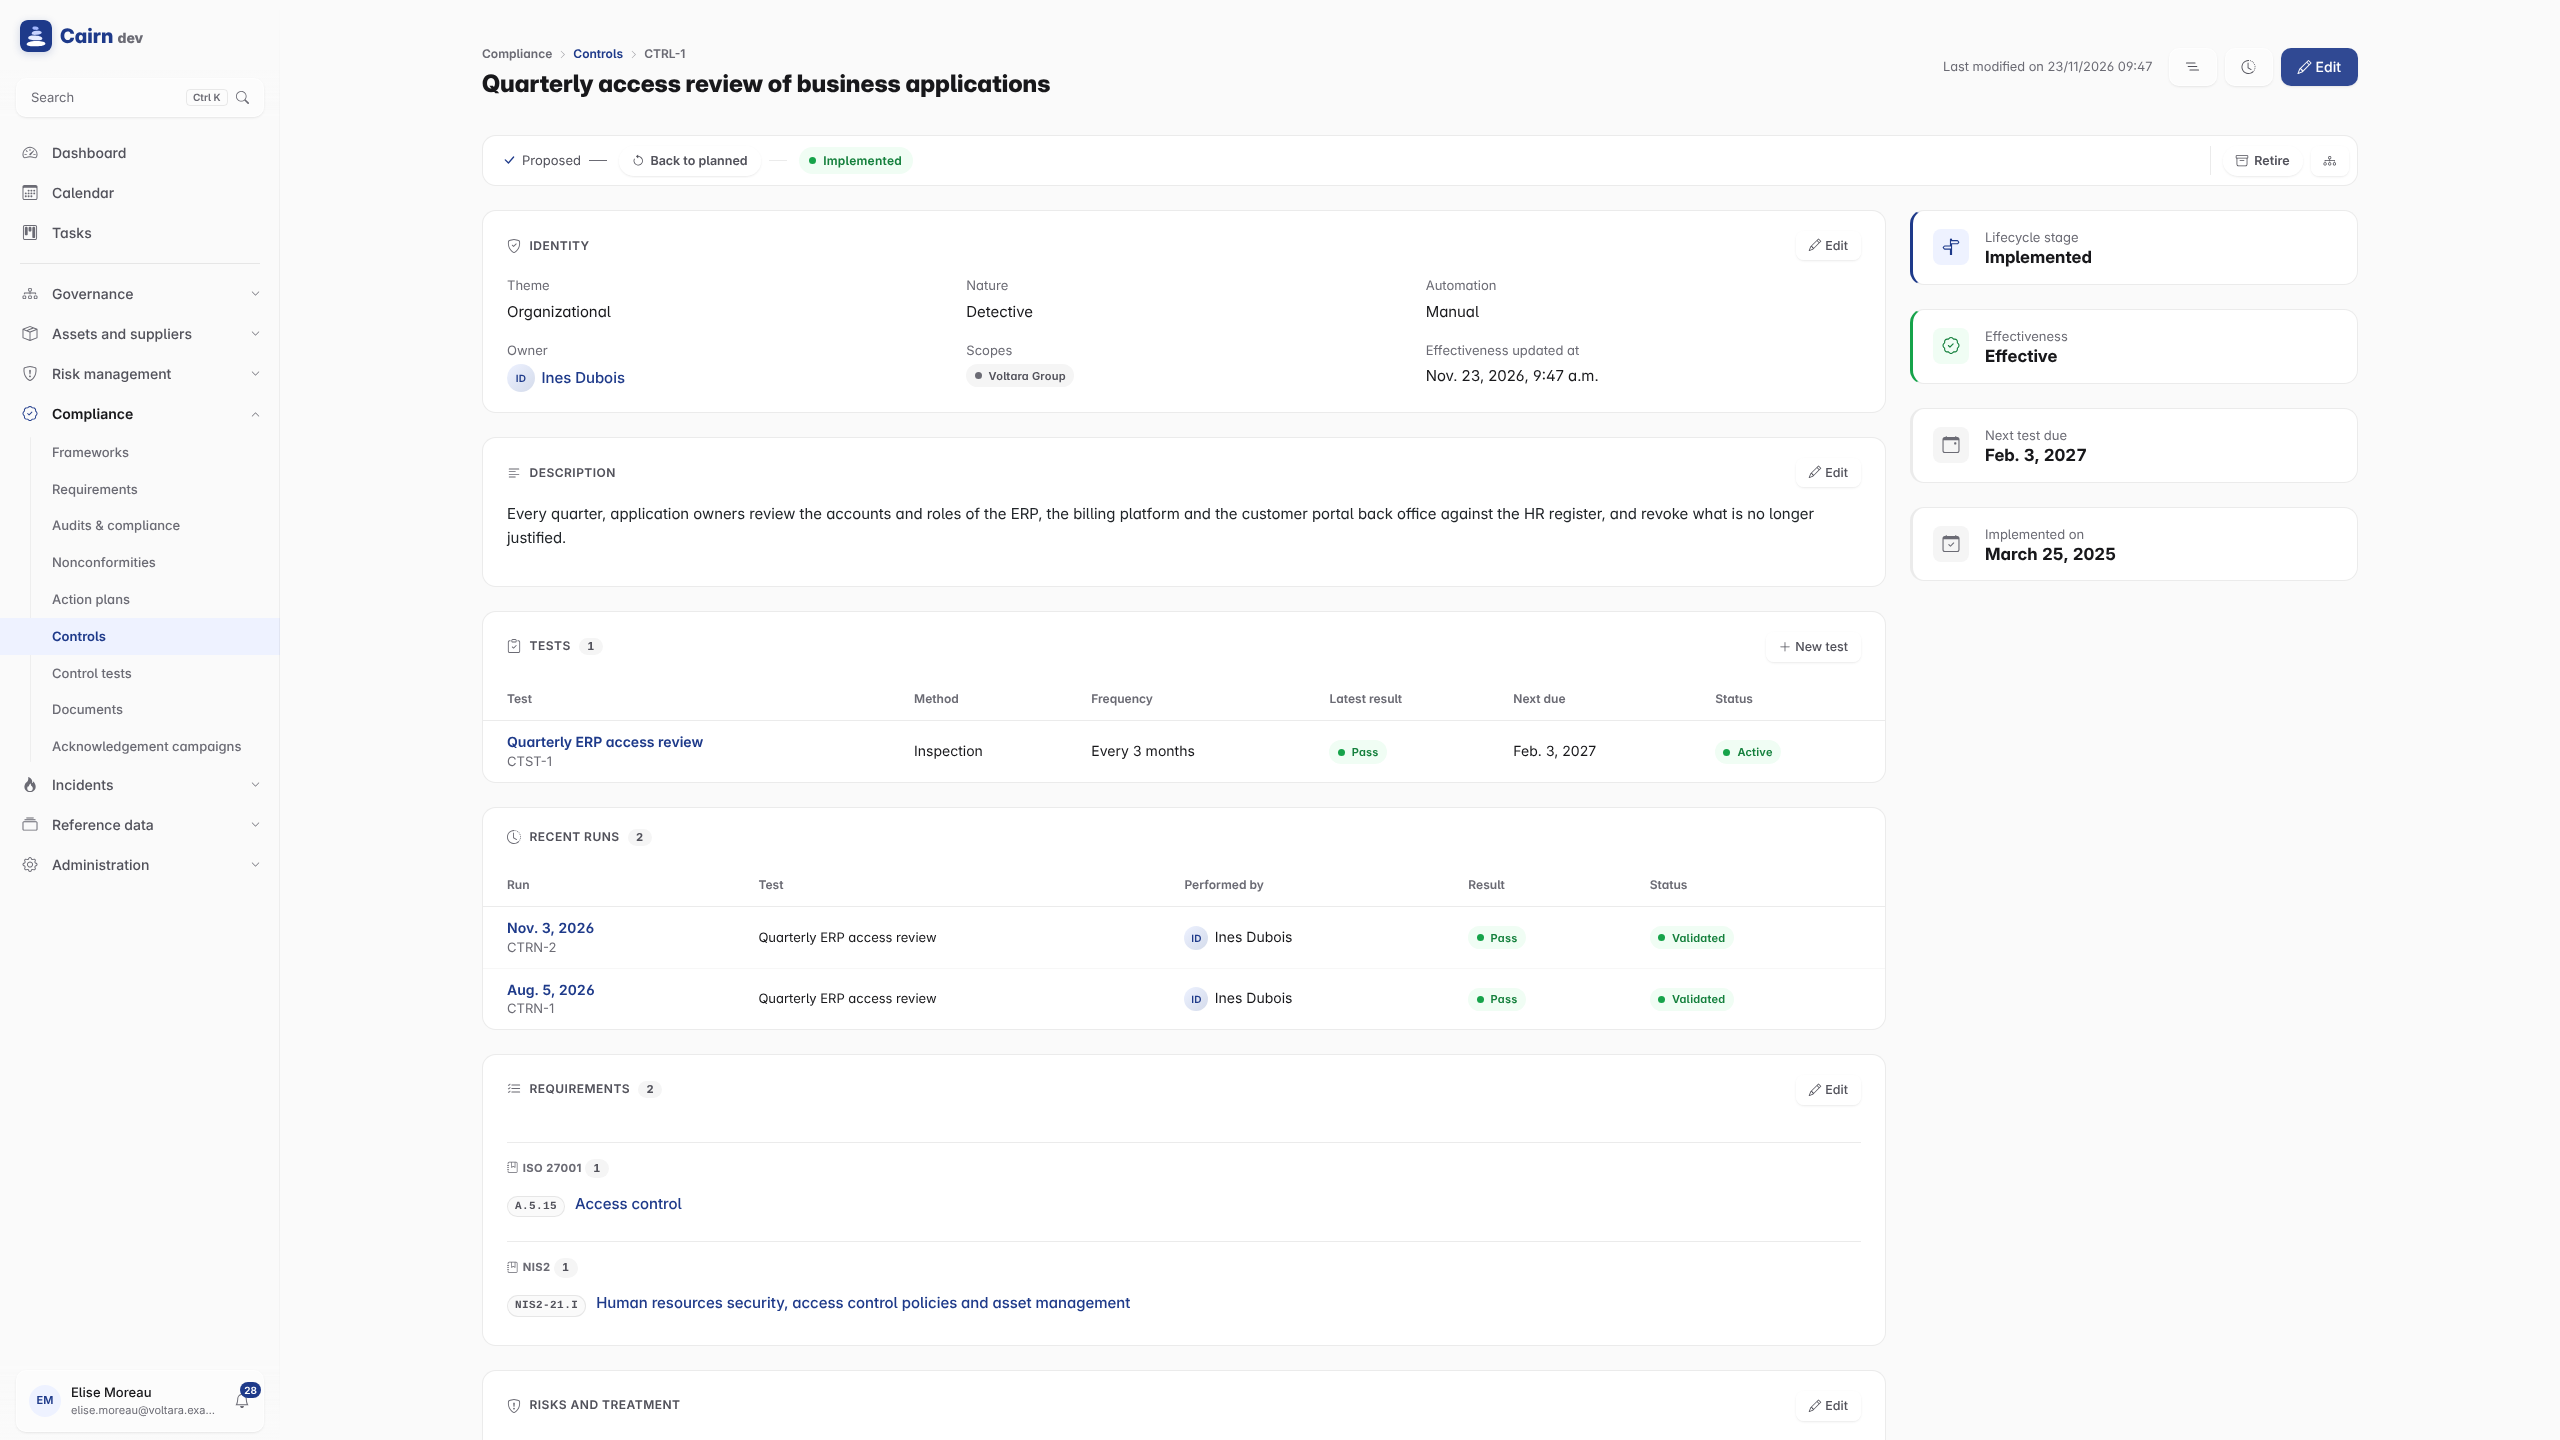 Cairn dev
Search Ctrl K
Dashboard
Calendar
Tasks
Governance
Assets and suppliers
Risk management
Compliance
Frameworks
Requirements
Audits & compliance
Nonconformities
Action plans
Controls
Control tests
Documents
Acknowledgement campaigns
Incidents
Reference data
Administration
EM
Elise Moreau
elise.moreau@voltara.exa...
28
Compliance Controls CTRL-1
Quarterly access review of business applications
Last modified on 23/11/2026 09:47
Edit
Proposed Back to planned Implemented
Retire
IDENTITY
Edit
Theme Nature Automation
Organizational Detective Manual
Owner Scopes Effectiveness updated at
ID Ines Dubois Voltara Group Nov. 23, 2026, 9:47 a.m.
DESCRIPTION
Edit
Every quarter, application owners review the accounts and roles of the ERP, the billing platform and the customer portal back office against the HR register, and revoke what is no longer
justified.
TESTS 1
New test
Test Method Frequency Latest result Next due Status
Quarterly ERP access review Inspection Every 3 months Pass Feb. 3, 2027 Active
CTST-1
RECENT RUNS 2
Run Test Performed by Result Status
Nov. 3, 2026 Quarterly ERP access review ID Ines Dubois Pass Validated
CTRN-2
Aug. 5, 2026 Quarterly ERP access review ID Ines Dubois Pass Validated
CTRN-1
REQUIREMENTS 2
Edit
ISO 27001 1
A.5.15 Access control
NIS2 1
NIS2-21.I Human resources security, access control policies and asset management
RISKS AND TREATMENT
Edit
Lifecycle stage
Implemented
Effectiveness
Effective
Next test due
Feb. 3, 2027
Implemented on
March 25, 2025